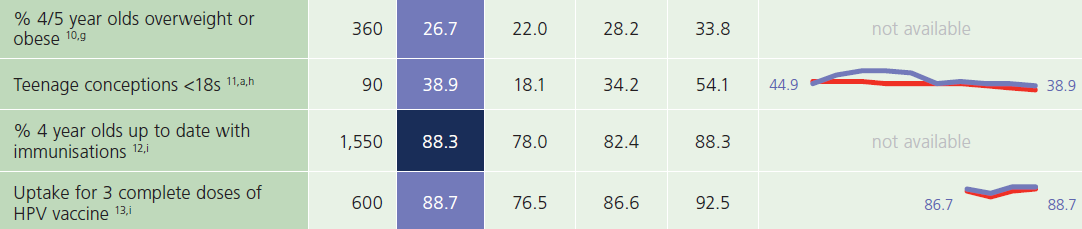 % 4/5 year olds overweight or
obese 10,g
360 26.7 22.0 28.2 33.8 not available
Teenage conceptions <18s 11,a,h 90 38.9 18.1 34.2 54.1 44.9 38.9
% 4 year olds up to date with
immunisations 12,i
1,550 88.3 78.0 82.4 88.3 not available
Uptake for 3 complete doses of
HPV vaccine 13,i
600 88.7 76.5 86.6 92.5 86.7 88.7